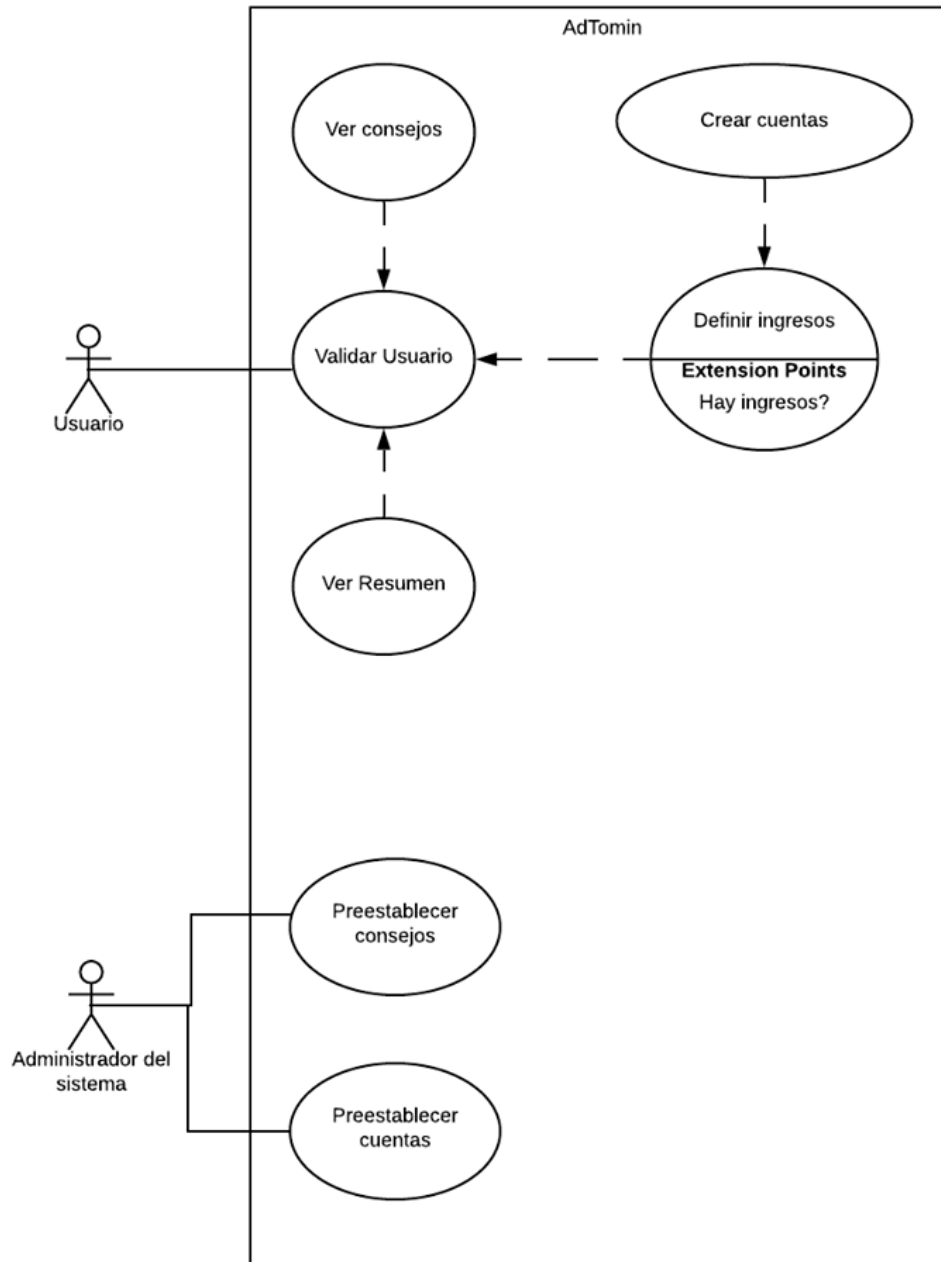 AdTomin
Ver consejos
Crear cuentas
Definir ingresos
Validar Usuario
Extension Points
Hay ingresos?
Usuario
Ver Resumen
Preestablecer
consejos
Administrador del
sistema
Preestablecer
cuentas